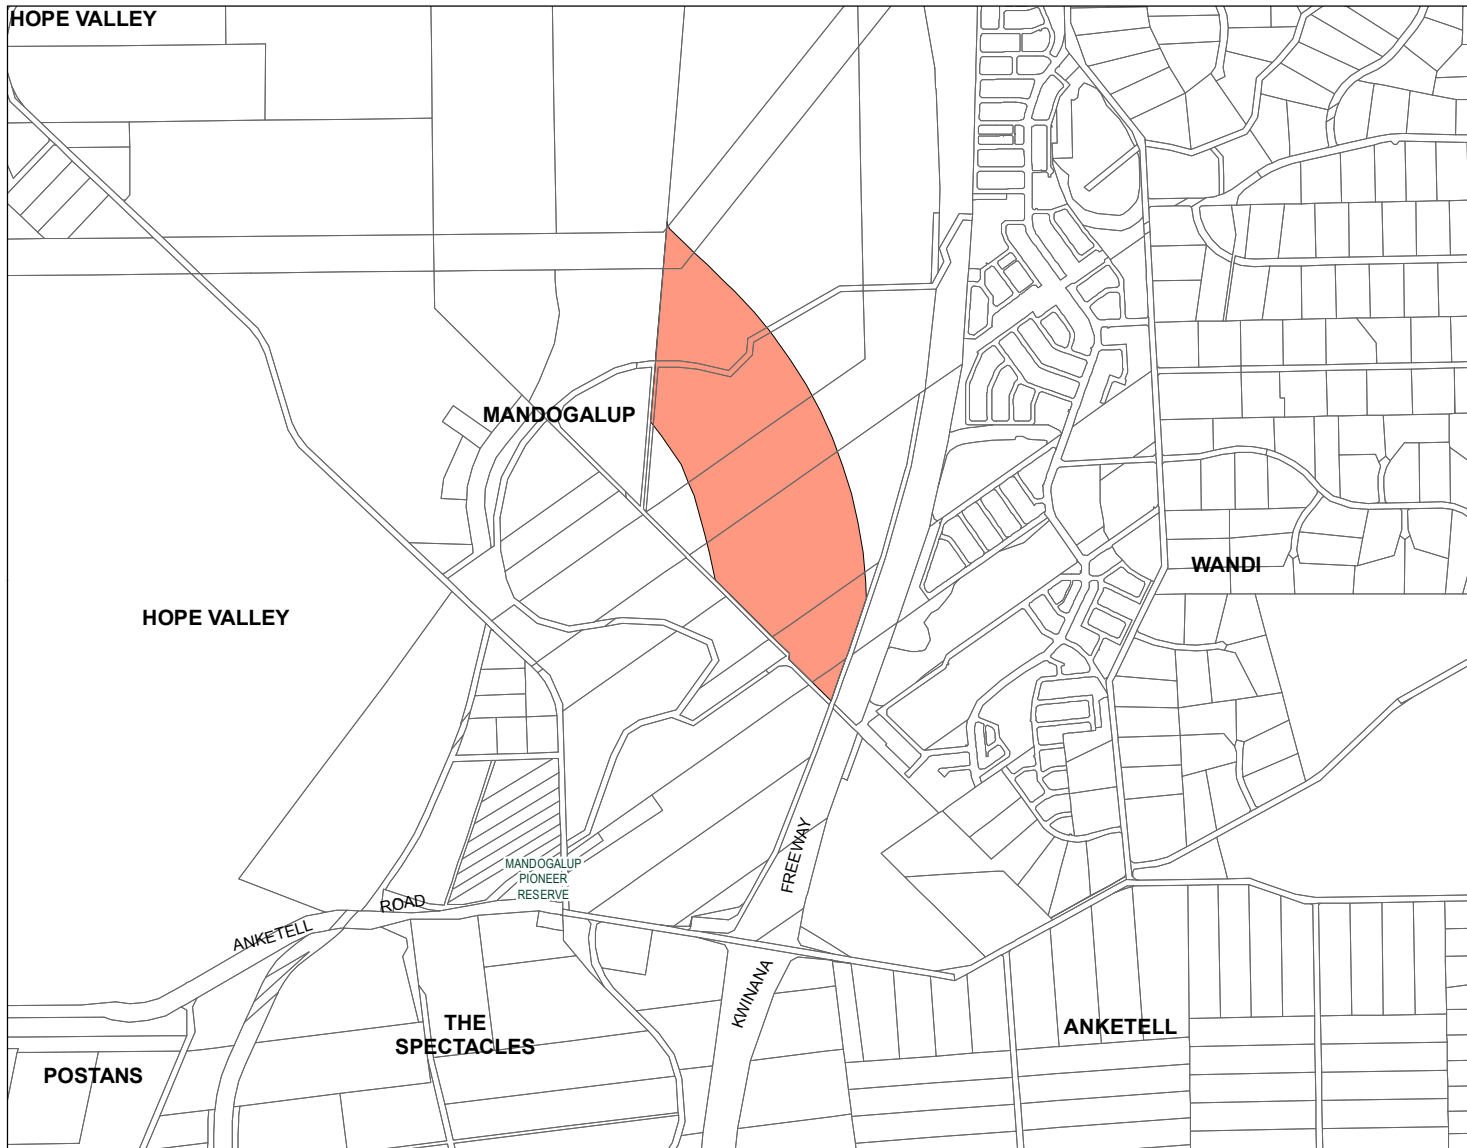 HOPE VALLEY
MANDOGALUP
WANDI
HOPE VALLEY
FREEWAY
MANDOGALUP
PIONEER
RESERVE
ROAD
ANKETELL
KWINANA
THE
SPECTACLES
ANKETELL
POSTANS